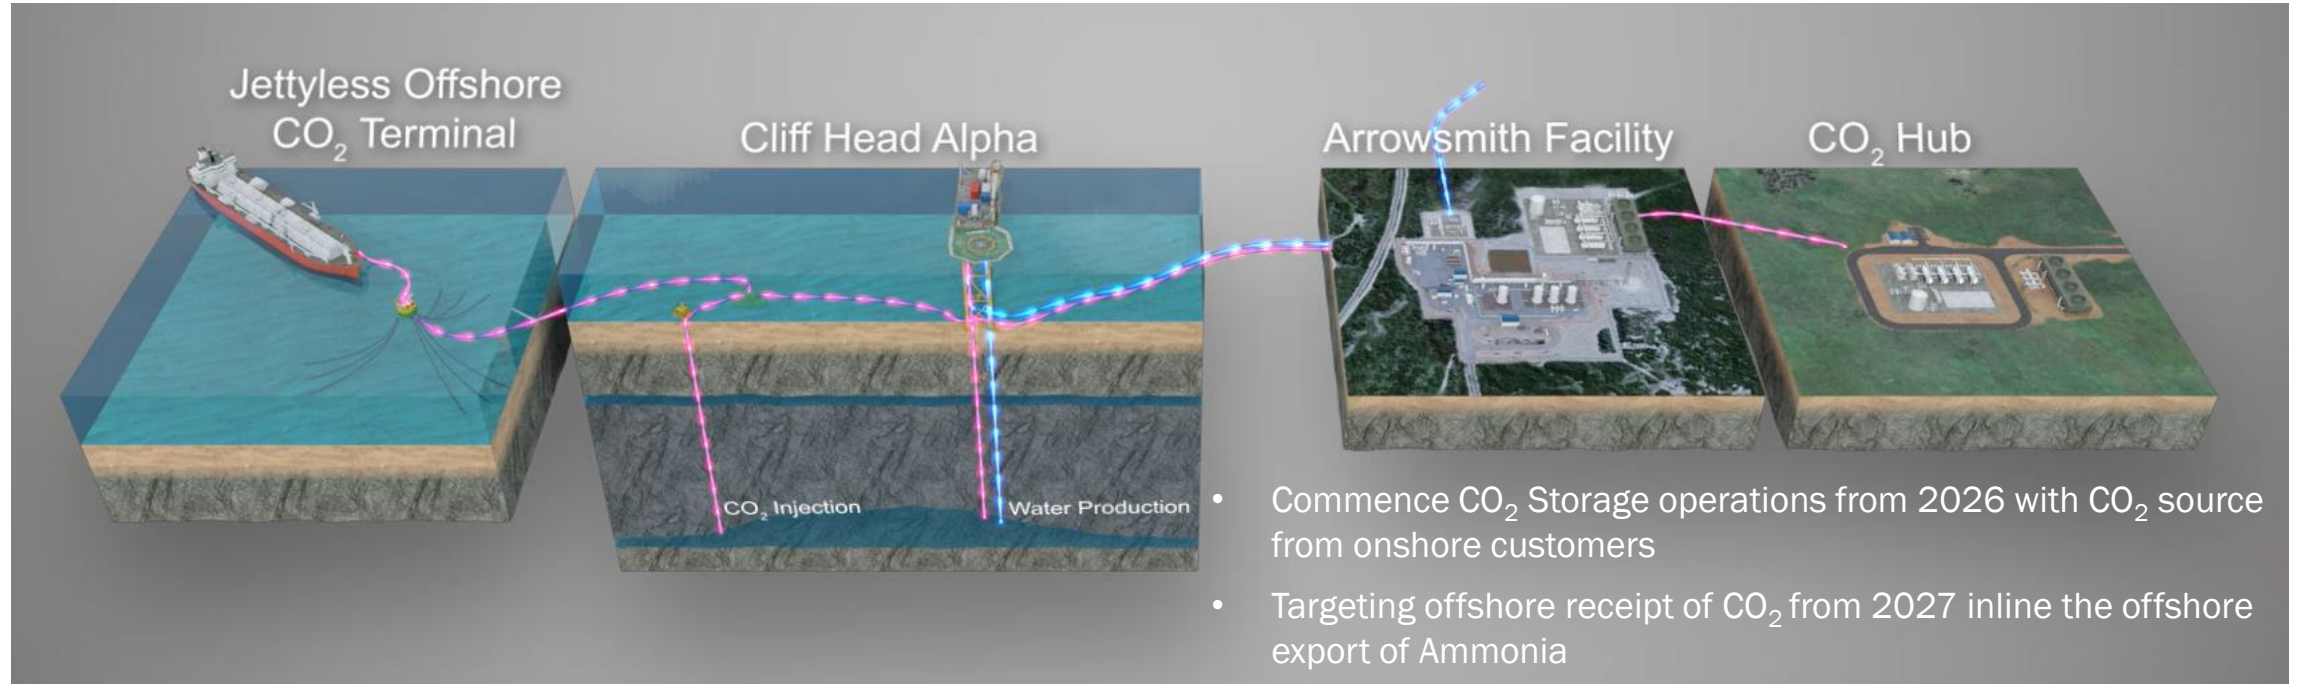 Jettyless Offshore
CO₂ Terminal
Cliff Head Alpha
Arrowsmith Facility
CO₂ Hub
CO₂ Injection
Water Production
• Commence CO₂ Storage operations from 2026 with CO₂ source
from onshore customers
• Targeting offshore receipt of CO₂ from 2027 inline the offshore
export of Ammonia